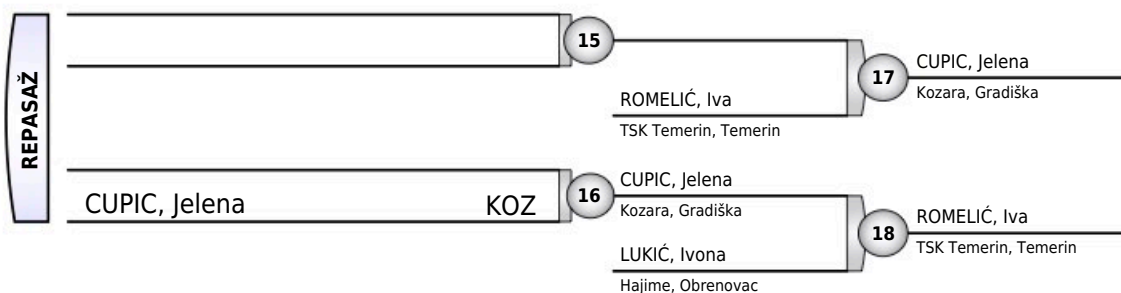 REPASAŽ
15
ROMELIĆ, Iva
TSK Temerin, Temerin
17
CUPIC, Jelena
Kozara, Gradiška
CUPIC, Jelena KOZ
16
CUPIC, Jelena
Kozara, Gradiška
LUKIĆ, Ivona
Hajime, Obrenovac
18
ROMELIĆ, Iva
TSK Temerin, Temerin